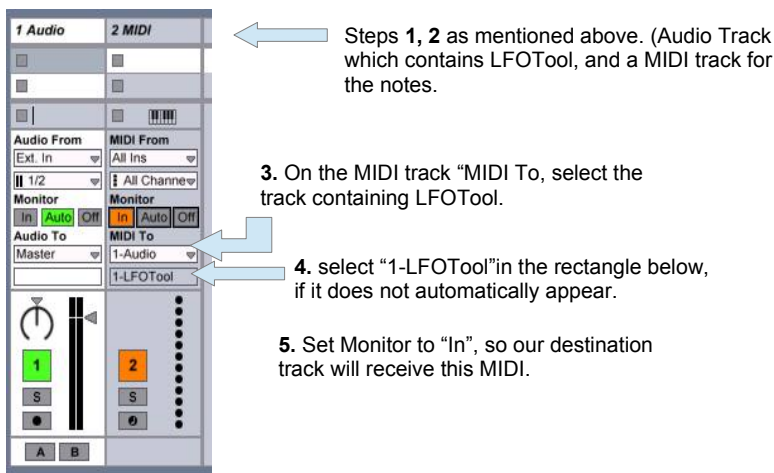 1 Audio
2 MIDI
Steps 1, 2 as mentioned above. (Audio Track
which contains LFOTool, and a MIDI track for
the notes.
Audio From
MIDI From
Ext. In
All Ins
1/2
All Channe
Monitor
Monitor
In Auto Off
In Auto Off
Audio To
MIDI To
Master
1-Audio
1-LFOTool
3. On the MIDI track “MIDI To, select the
track containing LFOTool.
4. select “1-LFOTool”in the rectangle below,
if it does not automatically appear.
5. Set Monitor to “In”, so our destination
track will receive this MIDI.
1
2
S
S
A B